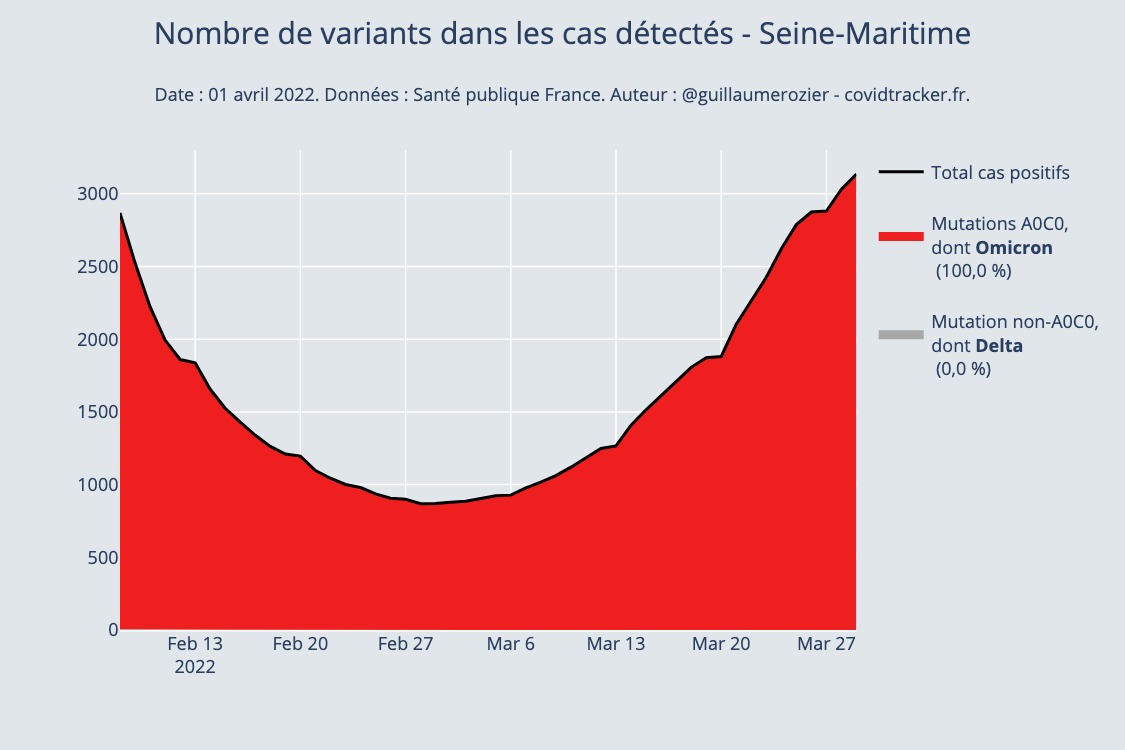 Nombre de variants dans les cas détectés - Seine-Maritime
Date : 01 avril 2022. Données : Santé publique France. Auteur : @guillaumerozier - covidtracker.fr.
Total cas positifs
Mutations A0C0,
dont Omicron
(100,0 %)
Mutation non-A0C0,
dont Delta
(0,0 %)
3000
2500
2000
1500
1000
500
0
Feb 13 Feb 20 Feb 27 Mar 6 Mar 13 Mar 20 Mar 27
2022